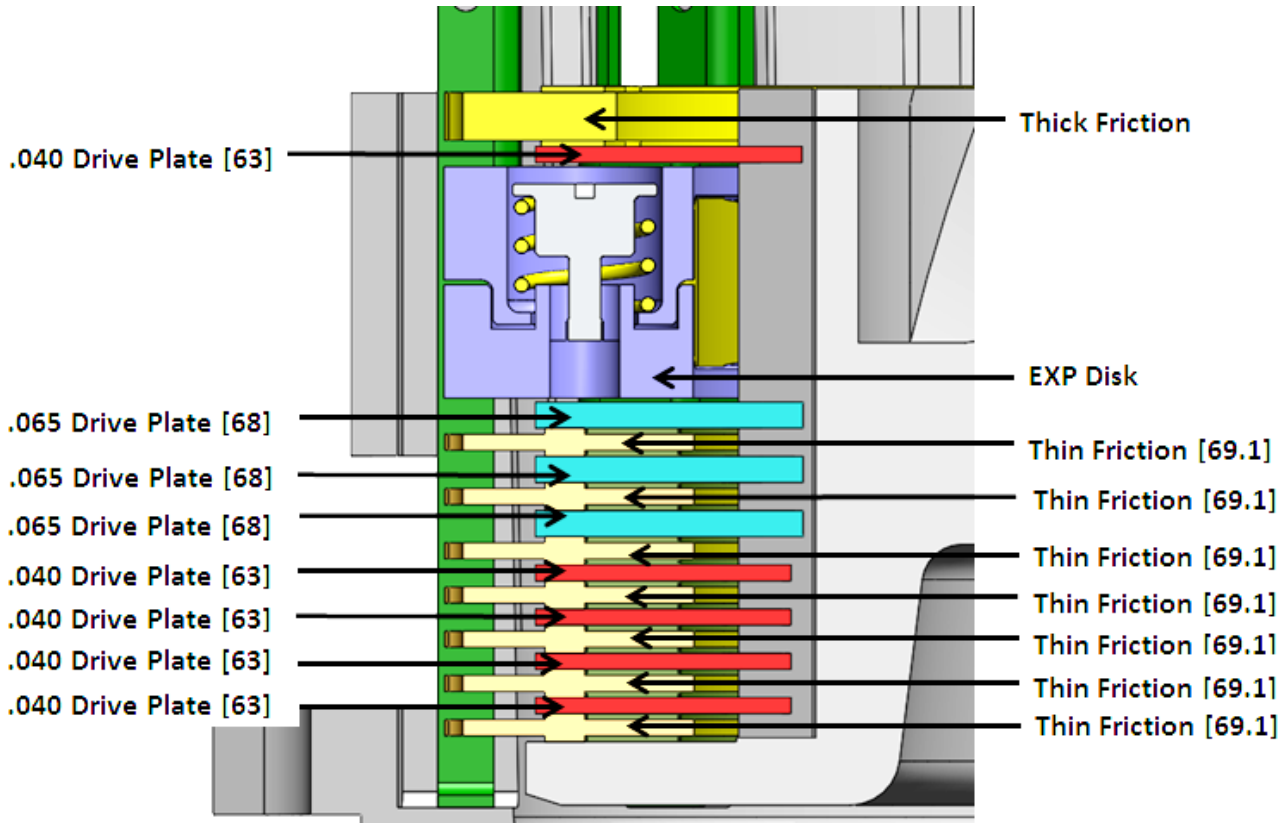 Thick Friction
.040 Drive Plate [63]
EXP Disk
.065 Drive Plate [68]
Thin Friction [69.1]
.065 Drive Plate [68]
Thin Friction [69.1]
.065 Drive Plate [68]
Thin Friction [69.1]
.040 Drive Plate [63]
Thin Friction [69.1]
.040 Drive Plate [63]
Thin Friction [69.1]
.040 Drive Plate [63]
Thin Friction [69.1]
.040 Drive Plate [63]
Thin Friction [69.1]